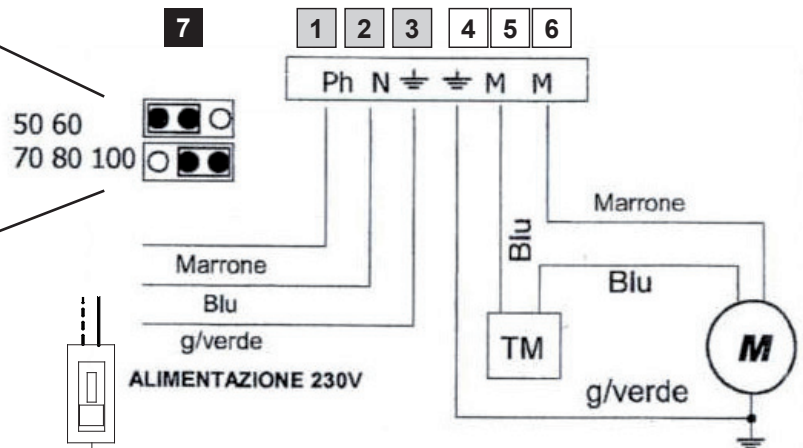 7 1 2 3 4 5 6
Ph N M M
50 60
70 80 100
Marrone
Blu
Blu
Marrone
Blu
g/verde
TM
M
ALIMENTAZIONE 230V
g/verde